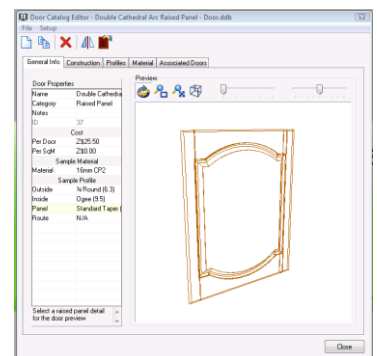 Door Catalog Editor - Double Cathedral Arc Raised Panel - Door.ddb
File Setup
General Info Construction Profiles Material Associated Doors
Door Properties
Name Double Cathedra
Category Raised Panel
Notes
ID 37
Cost
Per Door Z$25.50
Per SqM Z$0.00
Sample Material
Material 16mm CP2
Sample Profile
Outside ¾ Round (6.3)
Inside Ogee (9.5)
Panel Standard Taper (
Route N/A
Select a raised panel detail
for the door preview
Preview
Close